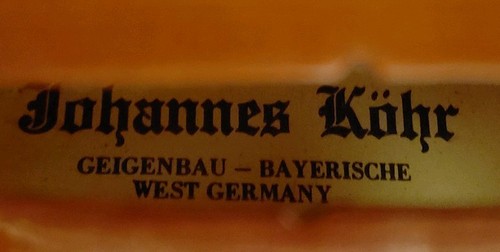 Johannes Köhr
GEIGENBAU – BAYERISCHE
WEST GERMANY